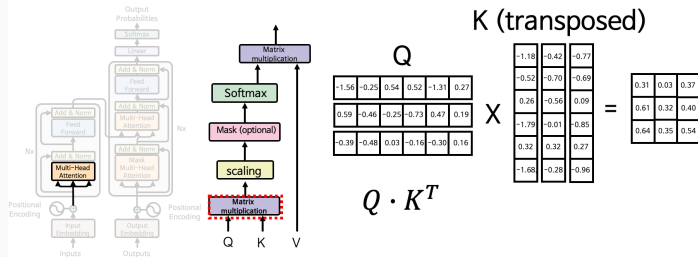 Output
Probabilities
Softmax
Linear
Add & Norm
Feed
Forward
Add & Norm
Multi-Head
Attention
Add & Norm
Mask
Multi-Head
Attention
Nx
Add & Norm
Feed
Forward
Nx
Add & Norm
Multi-Head
Attention
Positional
Encoding
Positional
Encoding
Input
Embedding
Output
Embedding
Inputs
Outputs
Matrix
multiplication
Softmax
Mask (optional)
scaling
Matrix
multiplication
Q K V
Q
-1.56 -0.25 0.54 0.52 -1.31 0.27
0.59 -0.46 -0.25 -0.73 0.47 0.19
-0.39 -0.48 0.03 -0.16 -0.30 0.16
X
K (transposed)
-1.18 -0.42 -0.77
-0.52 -0.70 -0.69
0.26 -0.56 0.09
-1.79 -0.01 -0.85
0.32 0.32 0.27
-1.68 -0.28 -0.96
=
0.31 0.03 0.37
0.61 0.32 0.40
0.64 0.35 0.54
Q · K^T